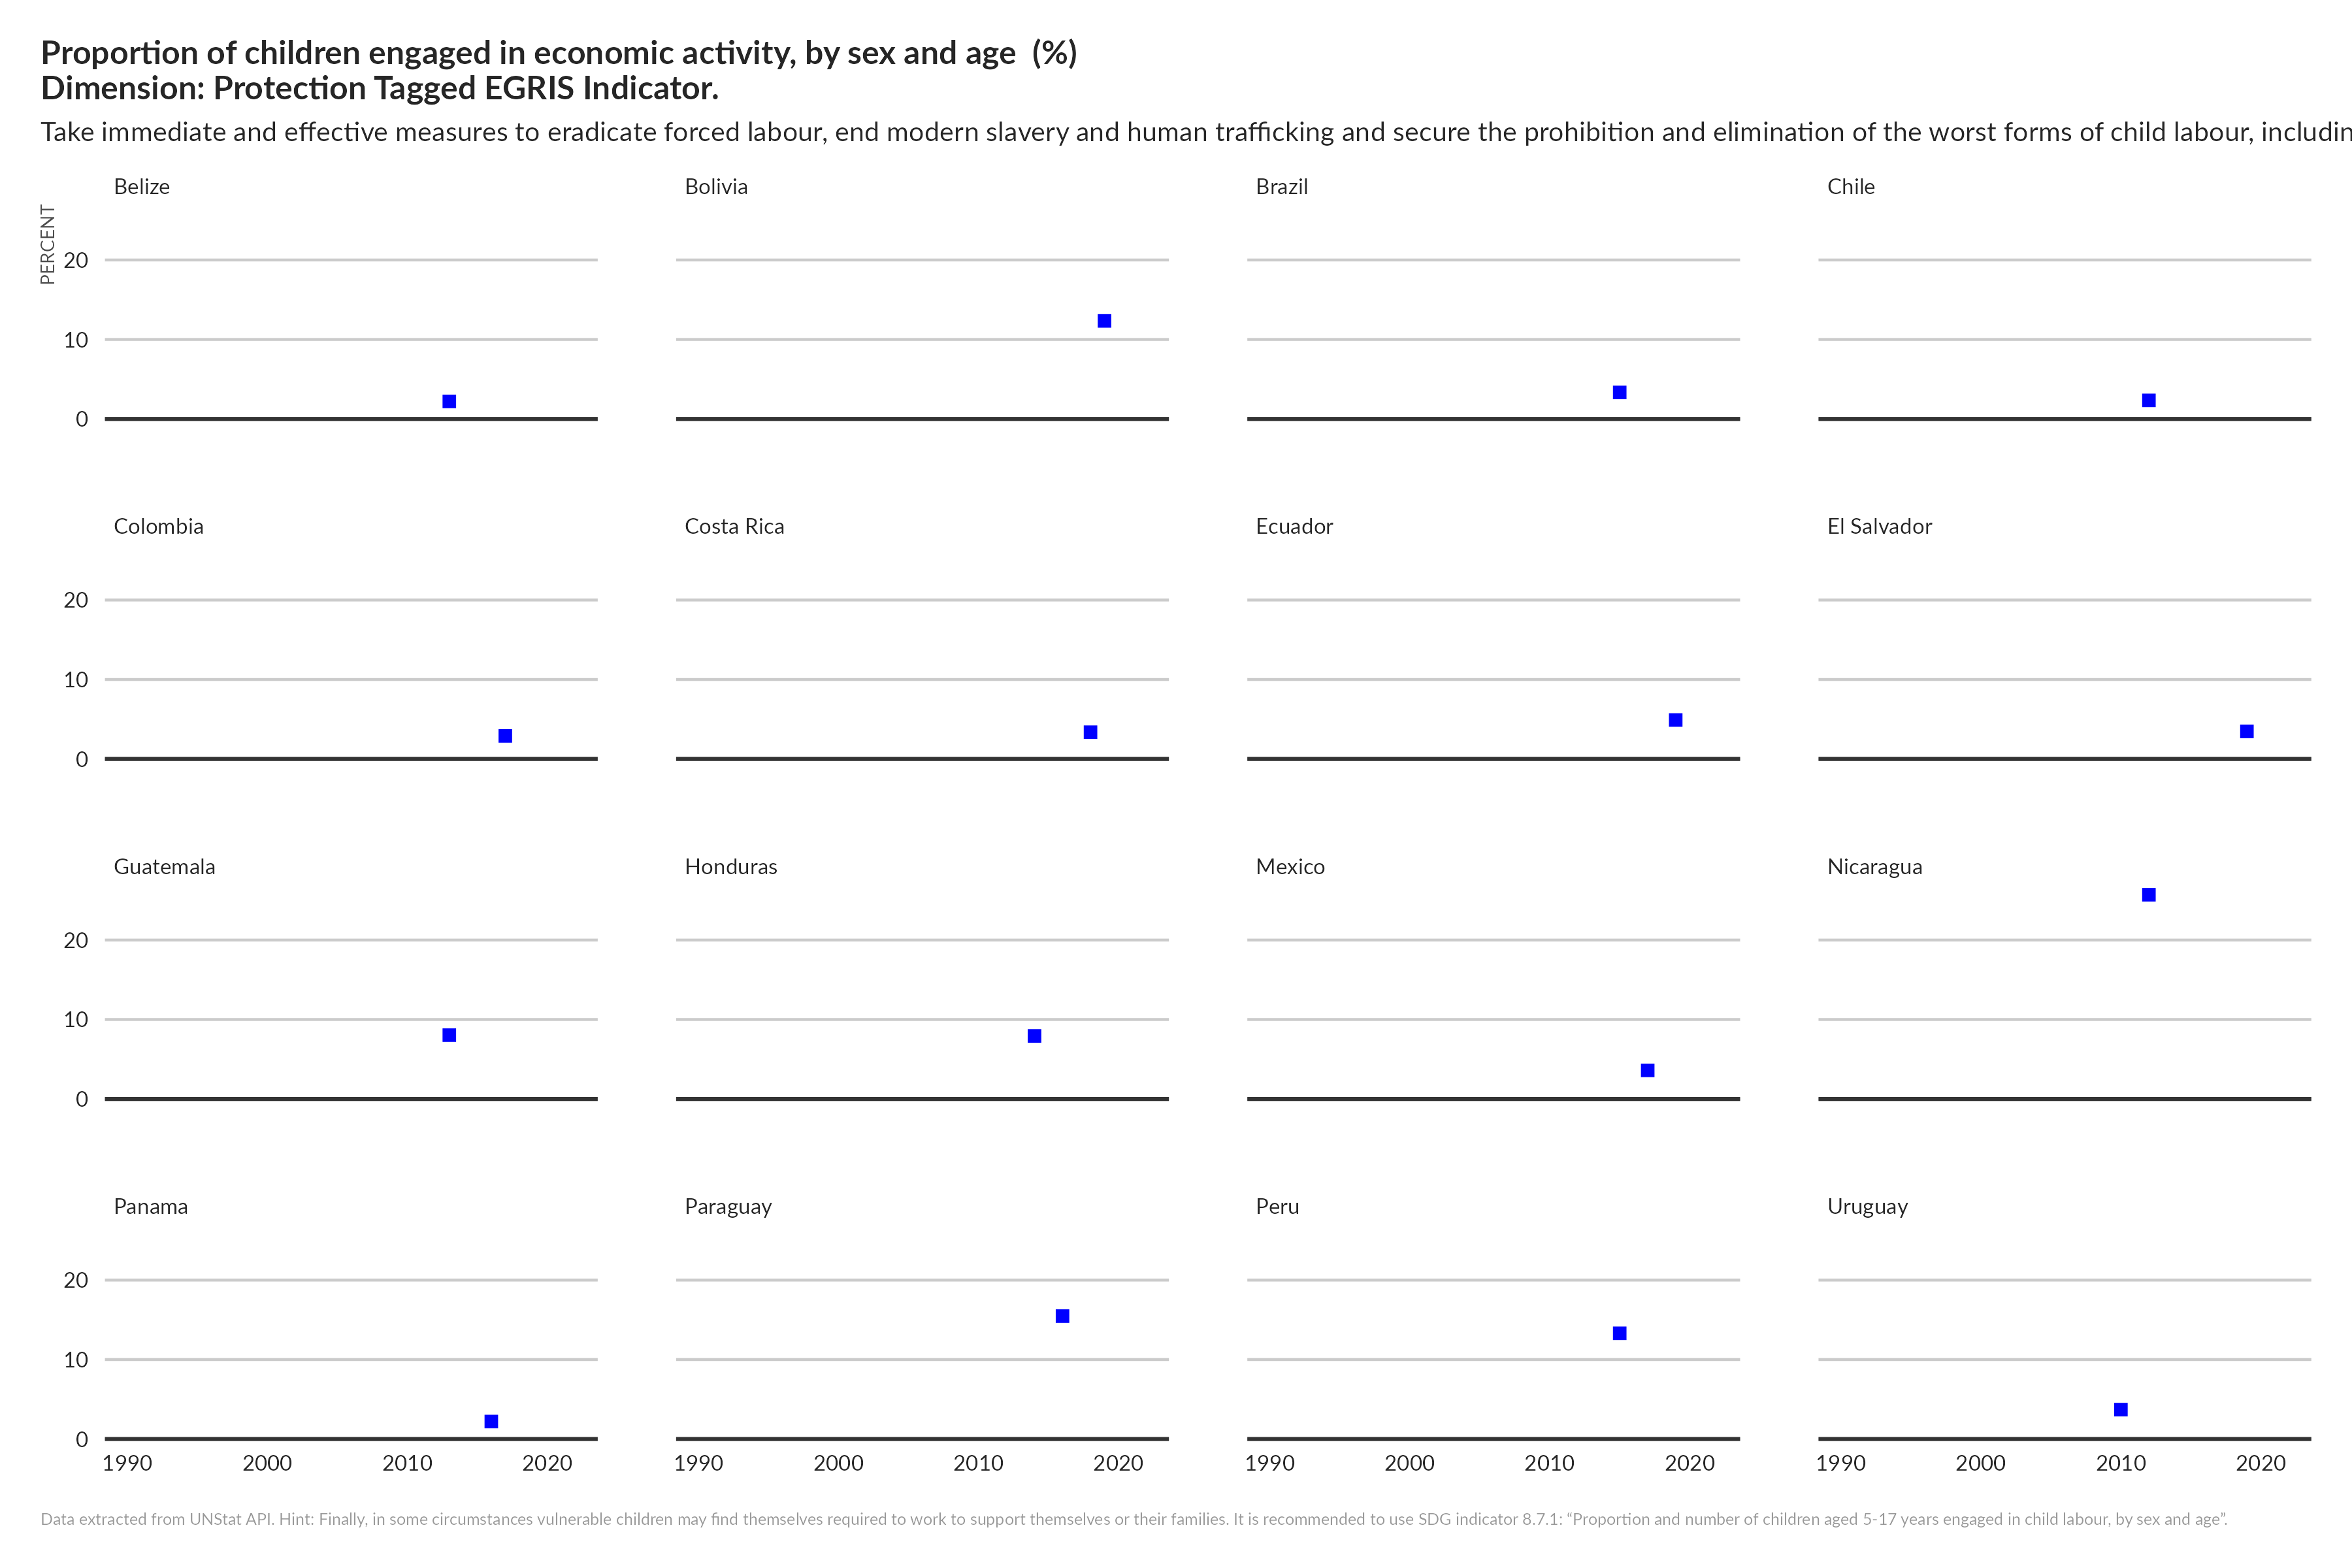 Proportion of children engaged in economic activity, by sex and age (%)
Dimension: Protection Tagged EGRIS Indicator.
Take immediate and effective measures to eradicate forced labour, end modern slavery and human trafficking and secure the prohibition and elimination of the worst forms of child labour, includin
Belize
Bolivia
Brazil
Chile
PERCENT
20
10
0
Colombia
Costa Rica
Ecuador
El Salvador
20
10
0
Guatemala
Honduras
Mexico
Nicaragua
20
10
0
Panama
Paraguay
Peru
Uruguay
20
10
0
1990 2000 2010 2020
1990 2000 2010 2020
1990 2000 2010 2020
1990 2000 2010 2020
Data extracted from UNStat API. Hint: Finally, in some circumstances vulnerable children may find themselves required to work to support themselves or their families. It is recommended to use SDG indicator 8.7.1: “Proportion and number of children aged 5-17 years engaged in child labour, by sex and age”.